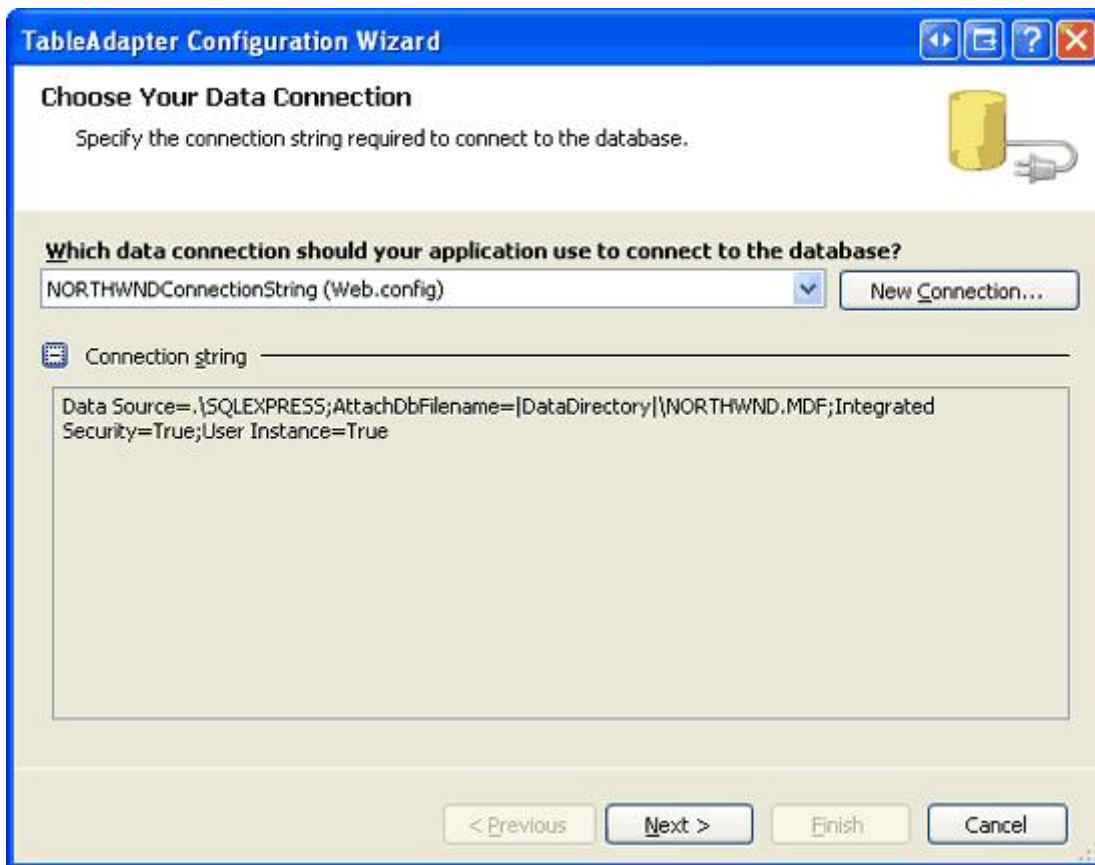 TableAdapter Configuration Wizard
Choose Your Data Connection
Specify the connection string required to connect to the database.
Which data connection should your application use to connect to the database?
NORTHWNDConnectionString (Web.config)
New Connection...
Connection string
Data Source=.\SQLEXPRESS;AttachDbFilename=|DataDirectory|\NORTHWND.MDF;Integrated
Security=True;User Instance=True
< Previous
Next >
Finish
Cancel